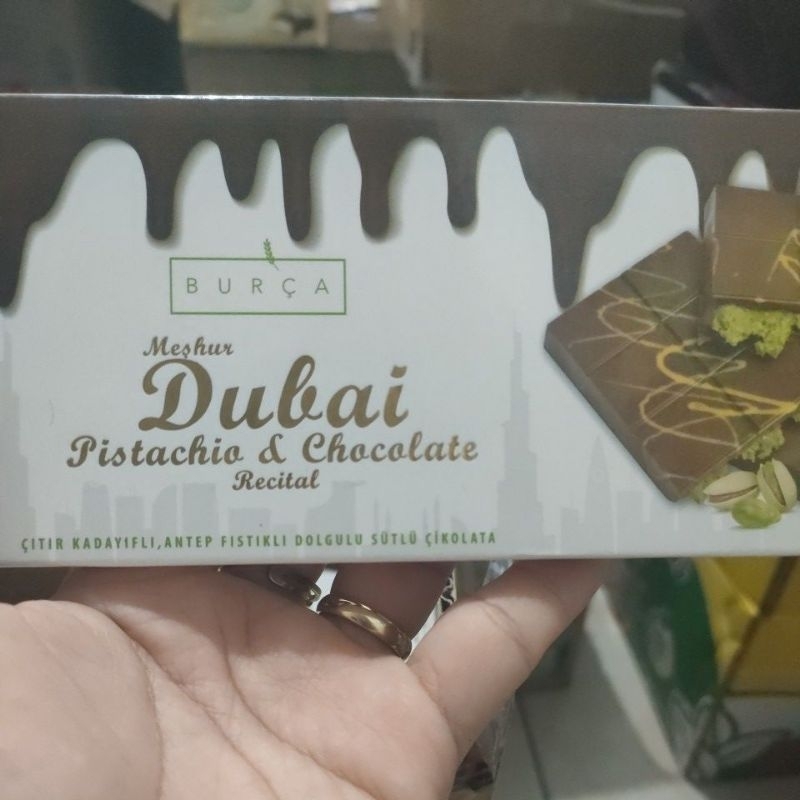 BURÇA
Meşhur
Dubai
Pistachio & Chocolate
Recital
ÇITIR KADAYIFLI,ANTEP FISTIKLI DOLGULU SÜTLÜ ÇİKOLATA